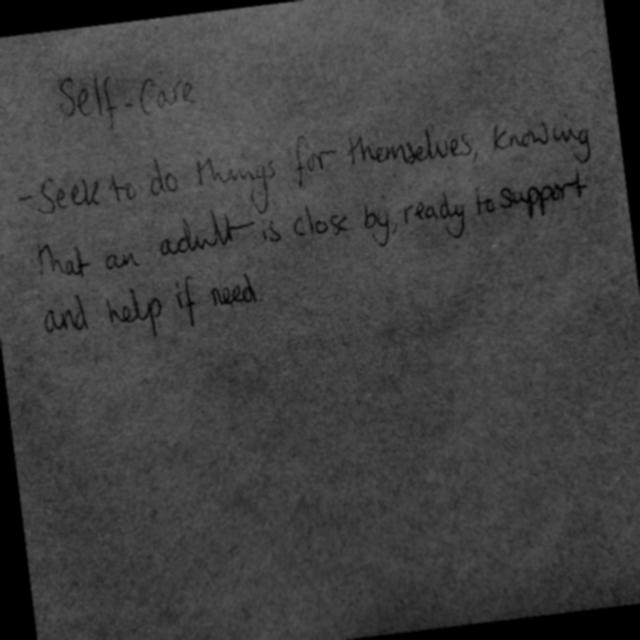 Self-Care
- Seek to do things for themselves knowing
that an adult is close by ready to support
and help if need